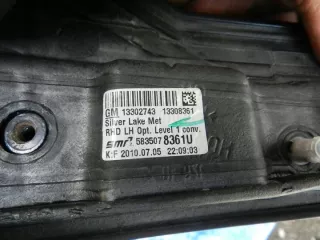 GM 13302743 13308361
Silver Lake Met
RHD LH Opt. Level 1 conv.
smr7 583507 8361U
K:F 2010.07.05 22:09:03